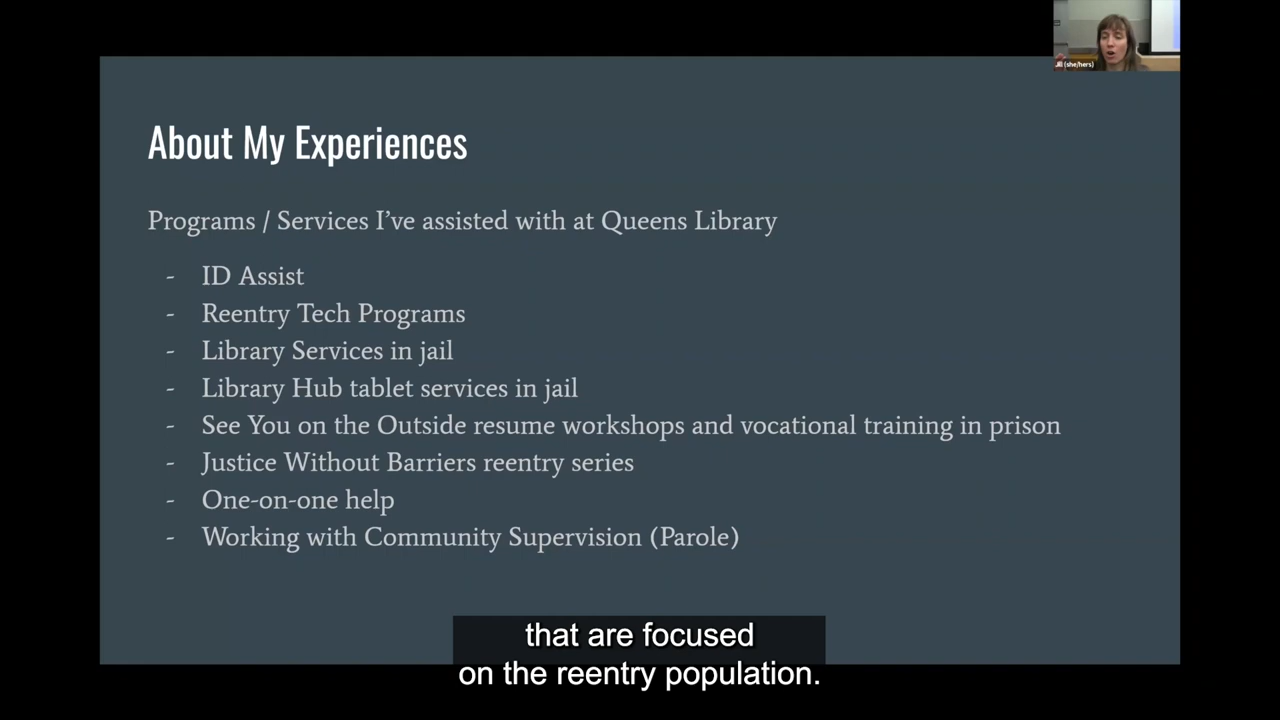 Jill (she/hers)
About My Experiences
Programs / Services I've assisted with at Queens Library
- ID Assist
- Reentry Tech Programs
- Library Services in jail
- Library Hub tablet services in jail
- See You on the Outside resume workshops and vocational training in prison
- Justice Without Barriers reentry series
- One-on-one help
- Working with Community Supervision (Parole)
that are focused
on the reentry population.